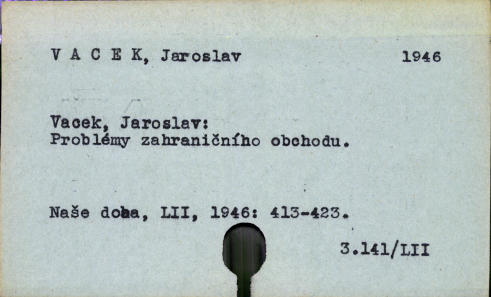 V A C E K, Jaroslav 1946
Vacek, Jaroslav:
Problémy zahraničního obchodu.
Naše doba, LII, 1946: 413-423.
3.141/LII